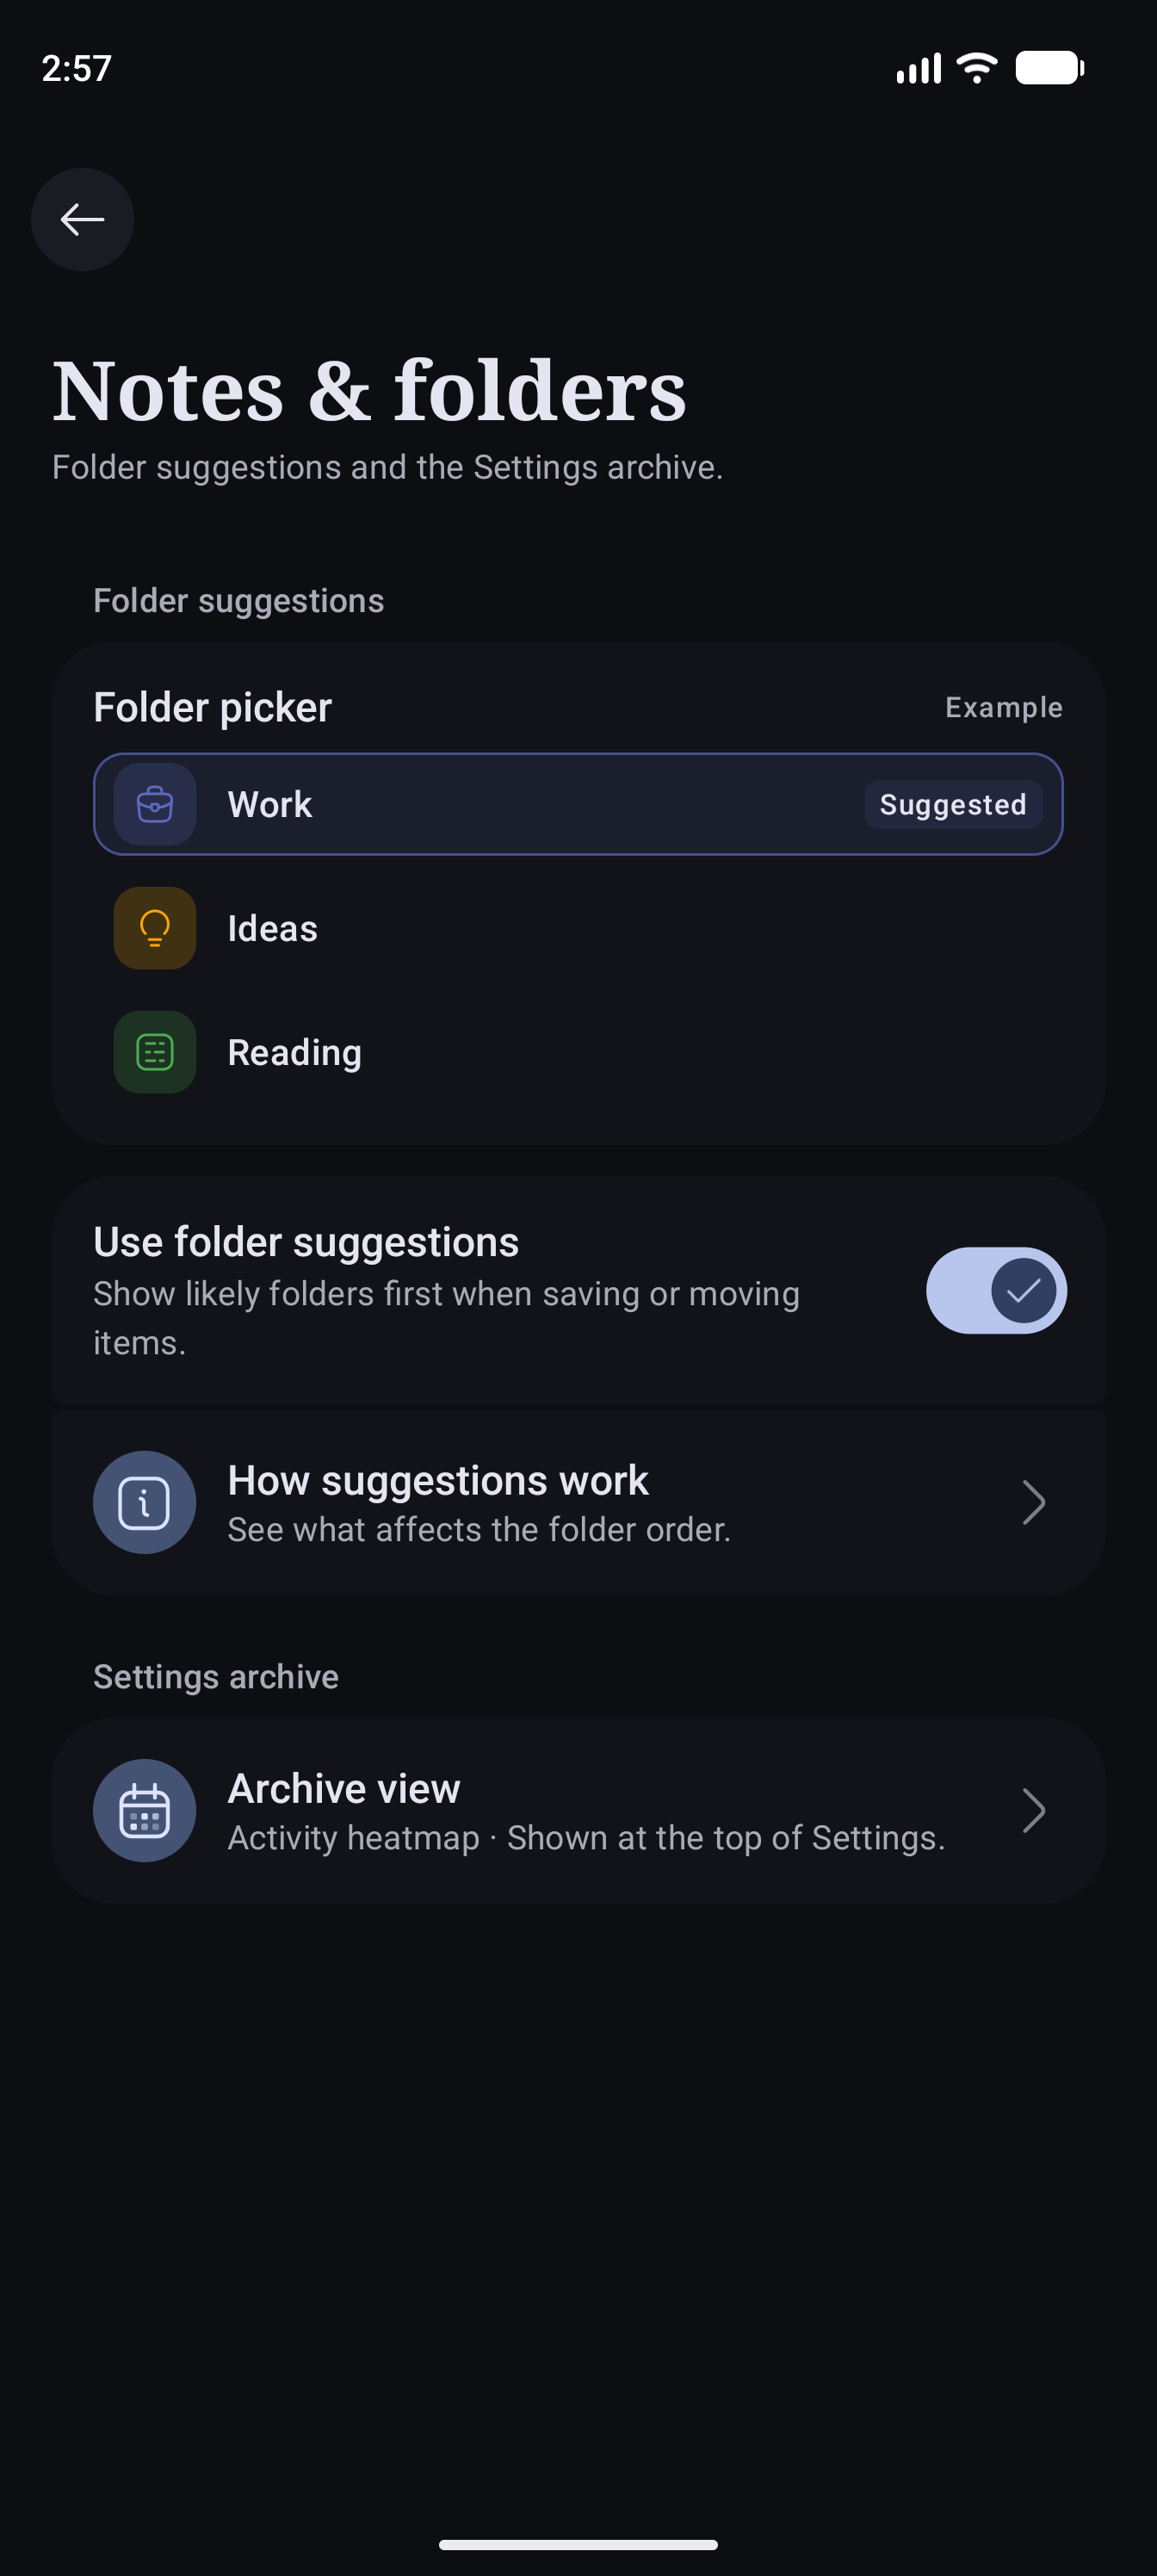 2:57
Notes & folders
Folder suggestions and the Settings archive.
Folder suggestions
Folder picker
Example
Work
Suggested
Ideas
Reading
Use folder suggestions
Show likely folders first when saving or moving
items.
How suggestions work
See what affects the folder order.
Settings archive
Archive view
Activity heatmap · Shown at the top of Settings.